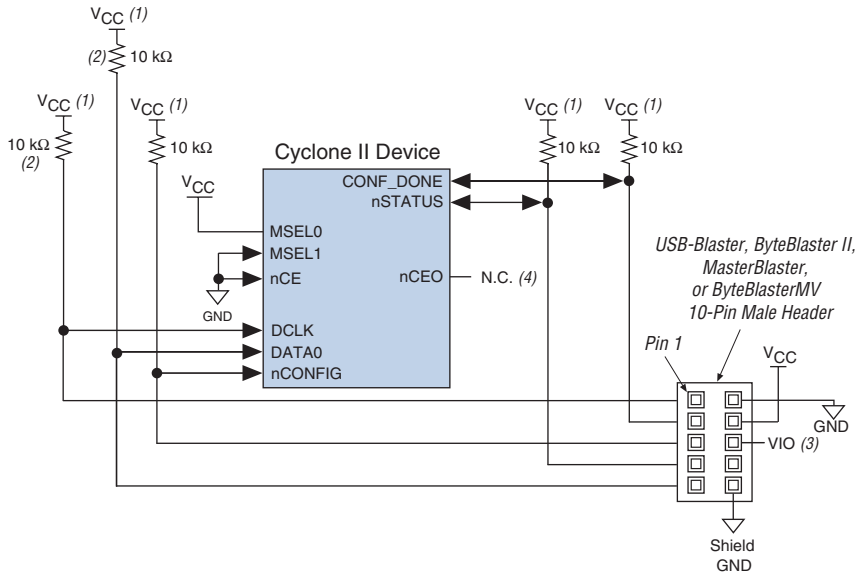 VCC (1)
(2) 10 kΩ
VCC (1)
10 kΩ
(2)
VCC (1)
10 kΩ
VCC (1)
10 kΩ
VCC (1)
10 kΩ
Cyclone II Device
VCC
CONF_DONE
nSTATUS
MSEL0
MSEL1
nCE
nCEO
N.C. (4)
GND
DCLK
DATA0
nCONFIG
USB-Blaster, ByteBlaster II,
MasterBlaster,
or ByteBlasterMV
10-Pin Male Header
Pin 1
VCC
GND
VIO (3)
Shield
GND